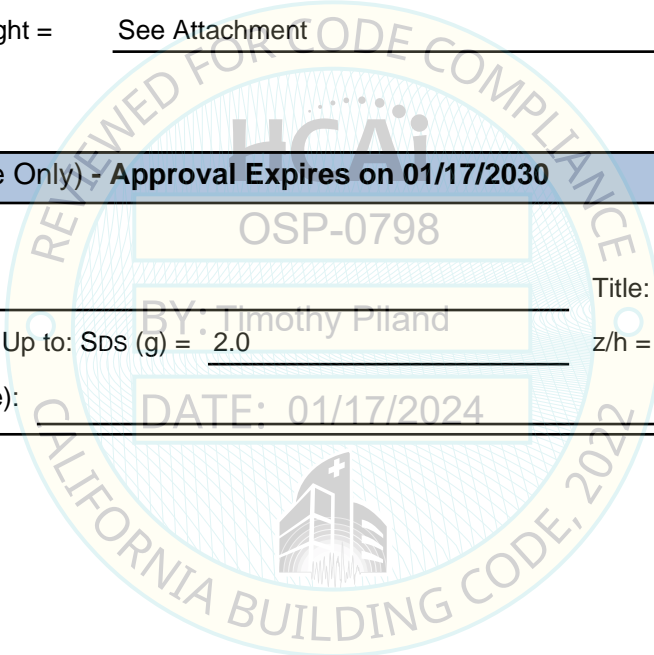 ght = See Attachment
REVIEWED FOR CODE COMPLIANCE
HCAi
e Only) - Approval Expires on 01/17/2030
OSP-0798
Title:
BY: Timothy Piland
Up to: SDS (g) = 2.0 z/h =
e):
DATE: 01/17/2024
CALIFORNIA BUILDING CODE, 2022